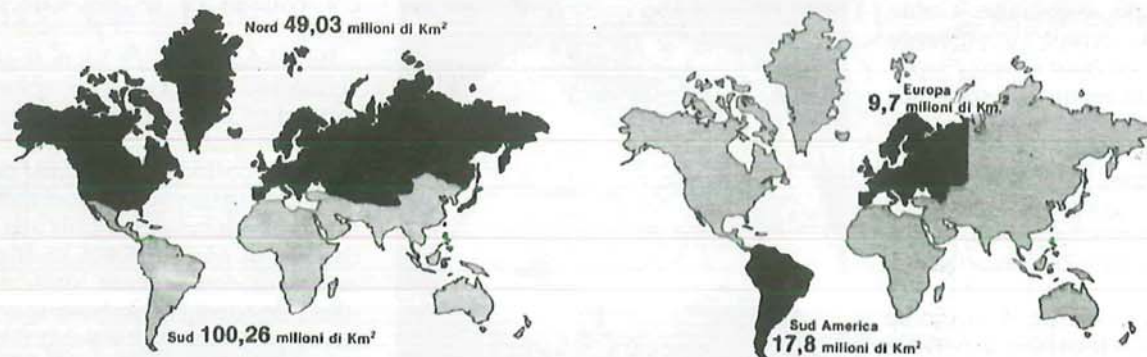 Nord 49,03 milioni di Km²
Sud 100,26 milioni di Km²
Europa
9,7 milioni di Km²
Sud America
17,8 milioni di Km²